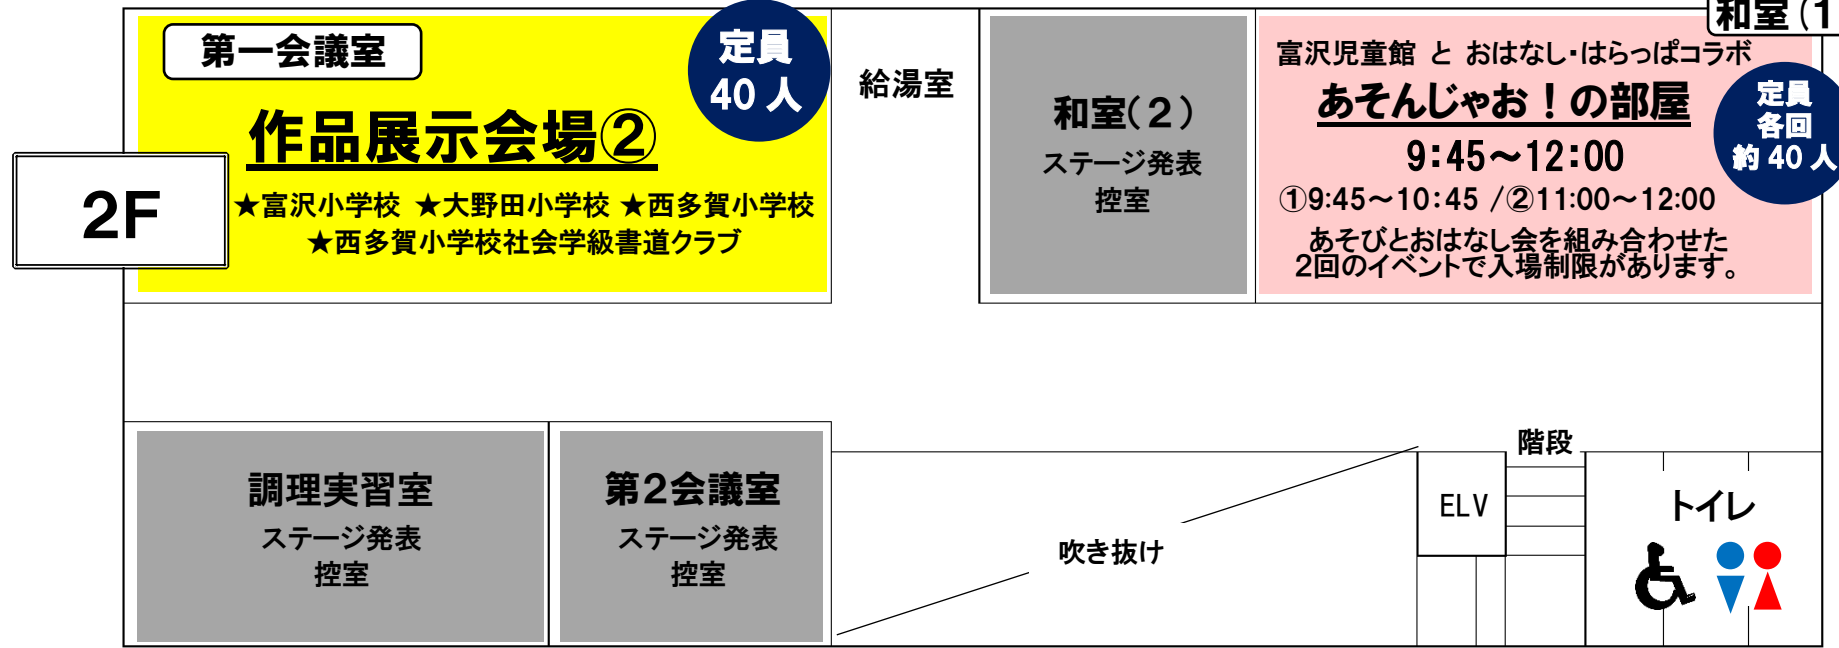 2F
第一会議室
定員
40人
作品展示会場②
★富沢小学校 ★大野田小学校 ★西多賀小学校
★西多賀小学校社会学級書道クラブ
給湯室
和室(2)
ステージ発表
控室
和室(1
富沢児童館 と おはなし・はらっぱコラボ
あそんじゃお!の部屋
9:45～12:00
①9:45～10:45 /②11:00～12:00
あそびとおはなし会を組み合わせた
2回のイベントで入場制限があります。
定員
各回
約40人
調理実習室
ステージ発表
控室
第2会議室
ステージ発表
控室
吹き抜け
ELV
階段
トイレ